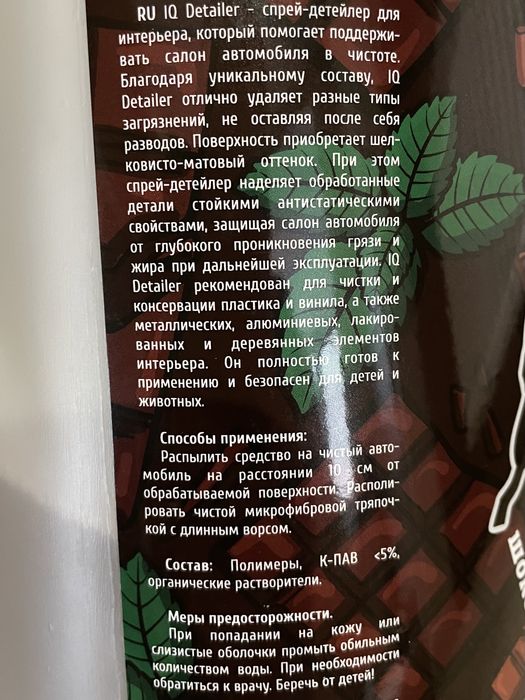 RU IQ Detailer - спрей-детейлер для
интерьера, который помогает поддержи-
вать салон автомобиля в чистоте.
Благодаря уникальному составу, IQ
Detailer отлично удаляет разные типы
загрязнений, не оставляя после себя
разводов. Поверхность приобретает шел-
ковисто-матовый оттенок. При этом
спрей-детейлер наделяет обработанные
детали стойкими антистатическими
свойствами, защищая салон автомобиля
от глубокого проникновения грязи и
жира при дальнейшей эксплуатации. IQ
Detailer рекомендован для чистки и
консервации пластика и винила, а также
металлических, алюминиевых, лакиро-
ванных и деревянных элементов
интерьера. Он полностью готов к
применению и безопасен для детей и
животных.
Способы применения:
Распылить средство на чистый авто-
мобиль на расстоянии 10 см от
обрабатываемой поверхности. Располи-
ровать чистой микрофибровой тряпоч-
кой с длинным ворсом.
Состав: Полимеры, К-ПАВ <5%,
органические растворители.
Меры предосторожности.
При попадании на кожу или
слизистые оболочки промыть обильным
количеством воды. При необходимости
обратиться к врачу. Беречь от детей!